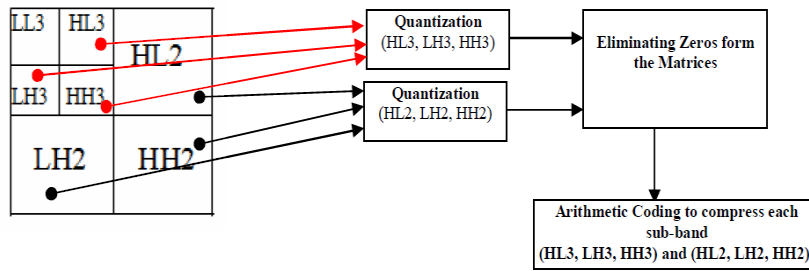 LL3 HL3
HL2
LH3 HH3
LH2 HH2
Quantization
(HL3, LH3, HH3)
Quantization
(HL2, LH2, HH2)
Eliminating Zeros form
the Matrices
Arithmetic Coding to compress each
sub-band
(HL3, LH3, HH3) and (HL2, LH2, HH2)